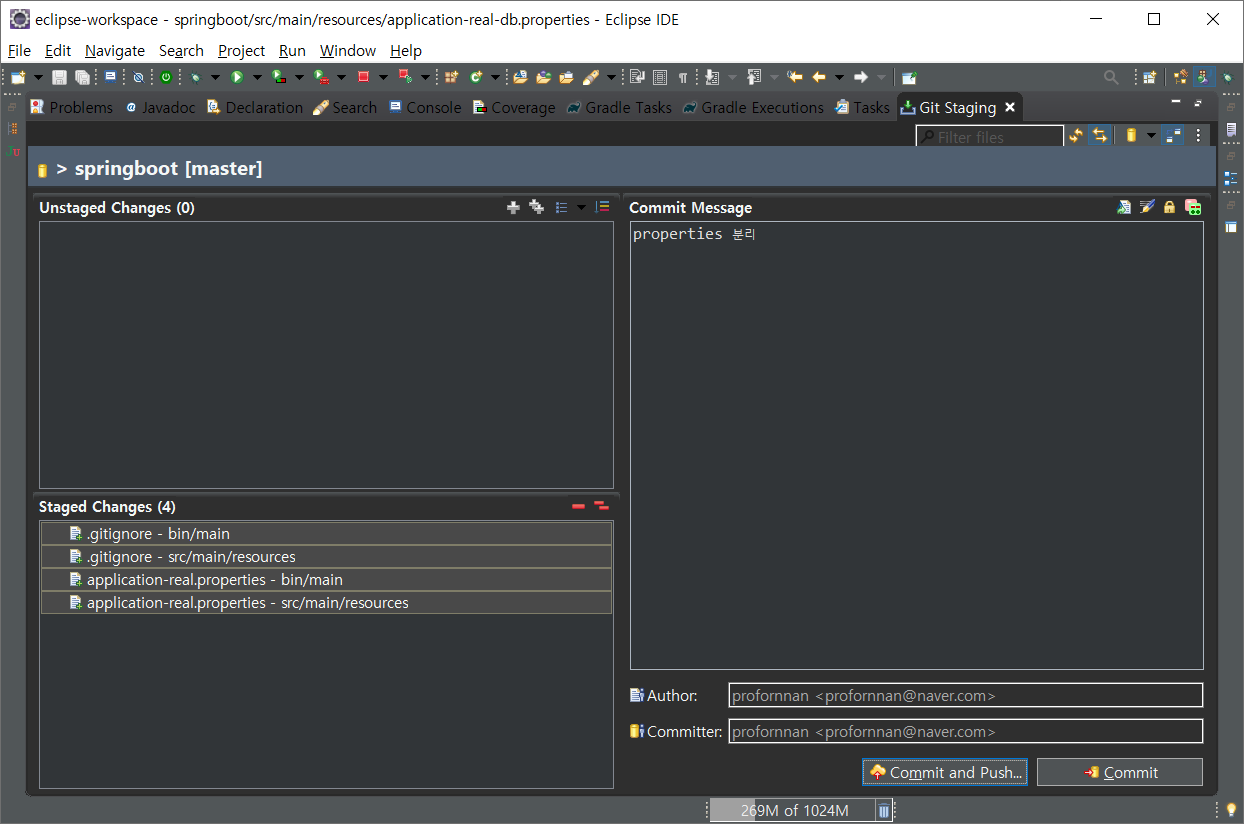 eclipse-workspace - springboot/src/main/resources/application-real-db.properties - Eclipse IDE
File Edit Navigate Search Project Run Window Help
Problems @ Javadoc Declaration Search Console Coverage Gradle Tasks Gradle Executions Tasks Git Staging
Filter files
> springboot [master]
Unstaged Changes (0)
Commit Message
properties 분리
Staged Changes (4)
.gitignore - bin/main
.gitignore - src/main/resources
application-real.properties - bin/main
application-real.properties - src/main/resources
Author: profornnan <profornnan@naver.com>
Committer: profornnan <profornnan@naver.com>
Commit and Push...
Commit
269M of 1024M